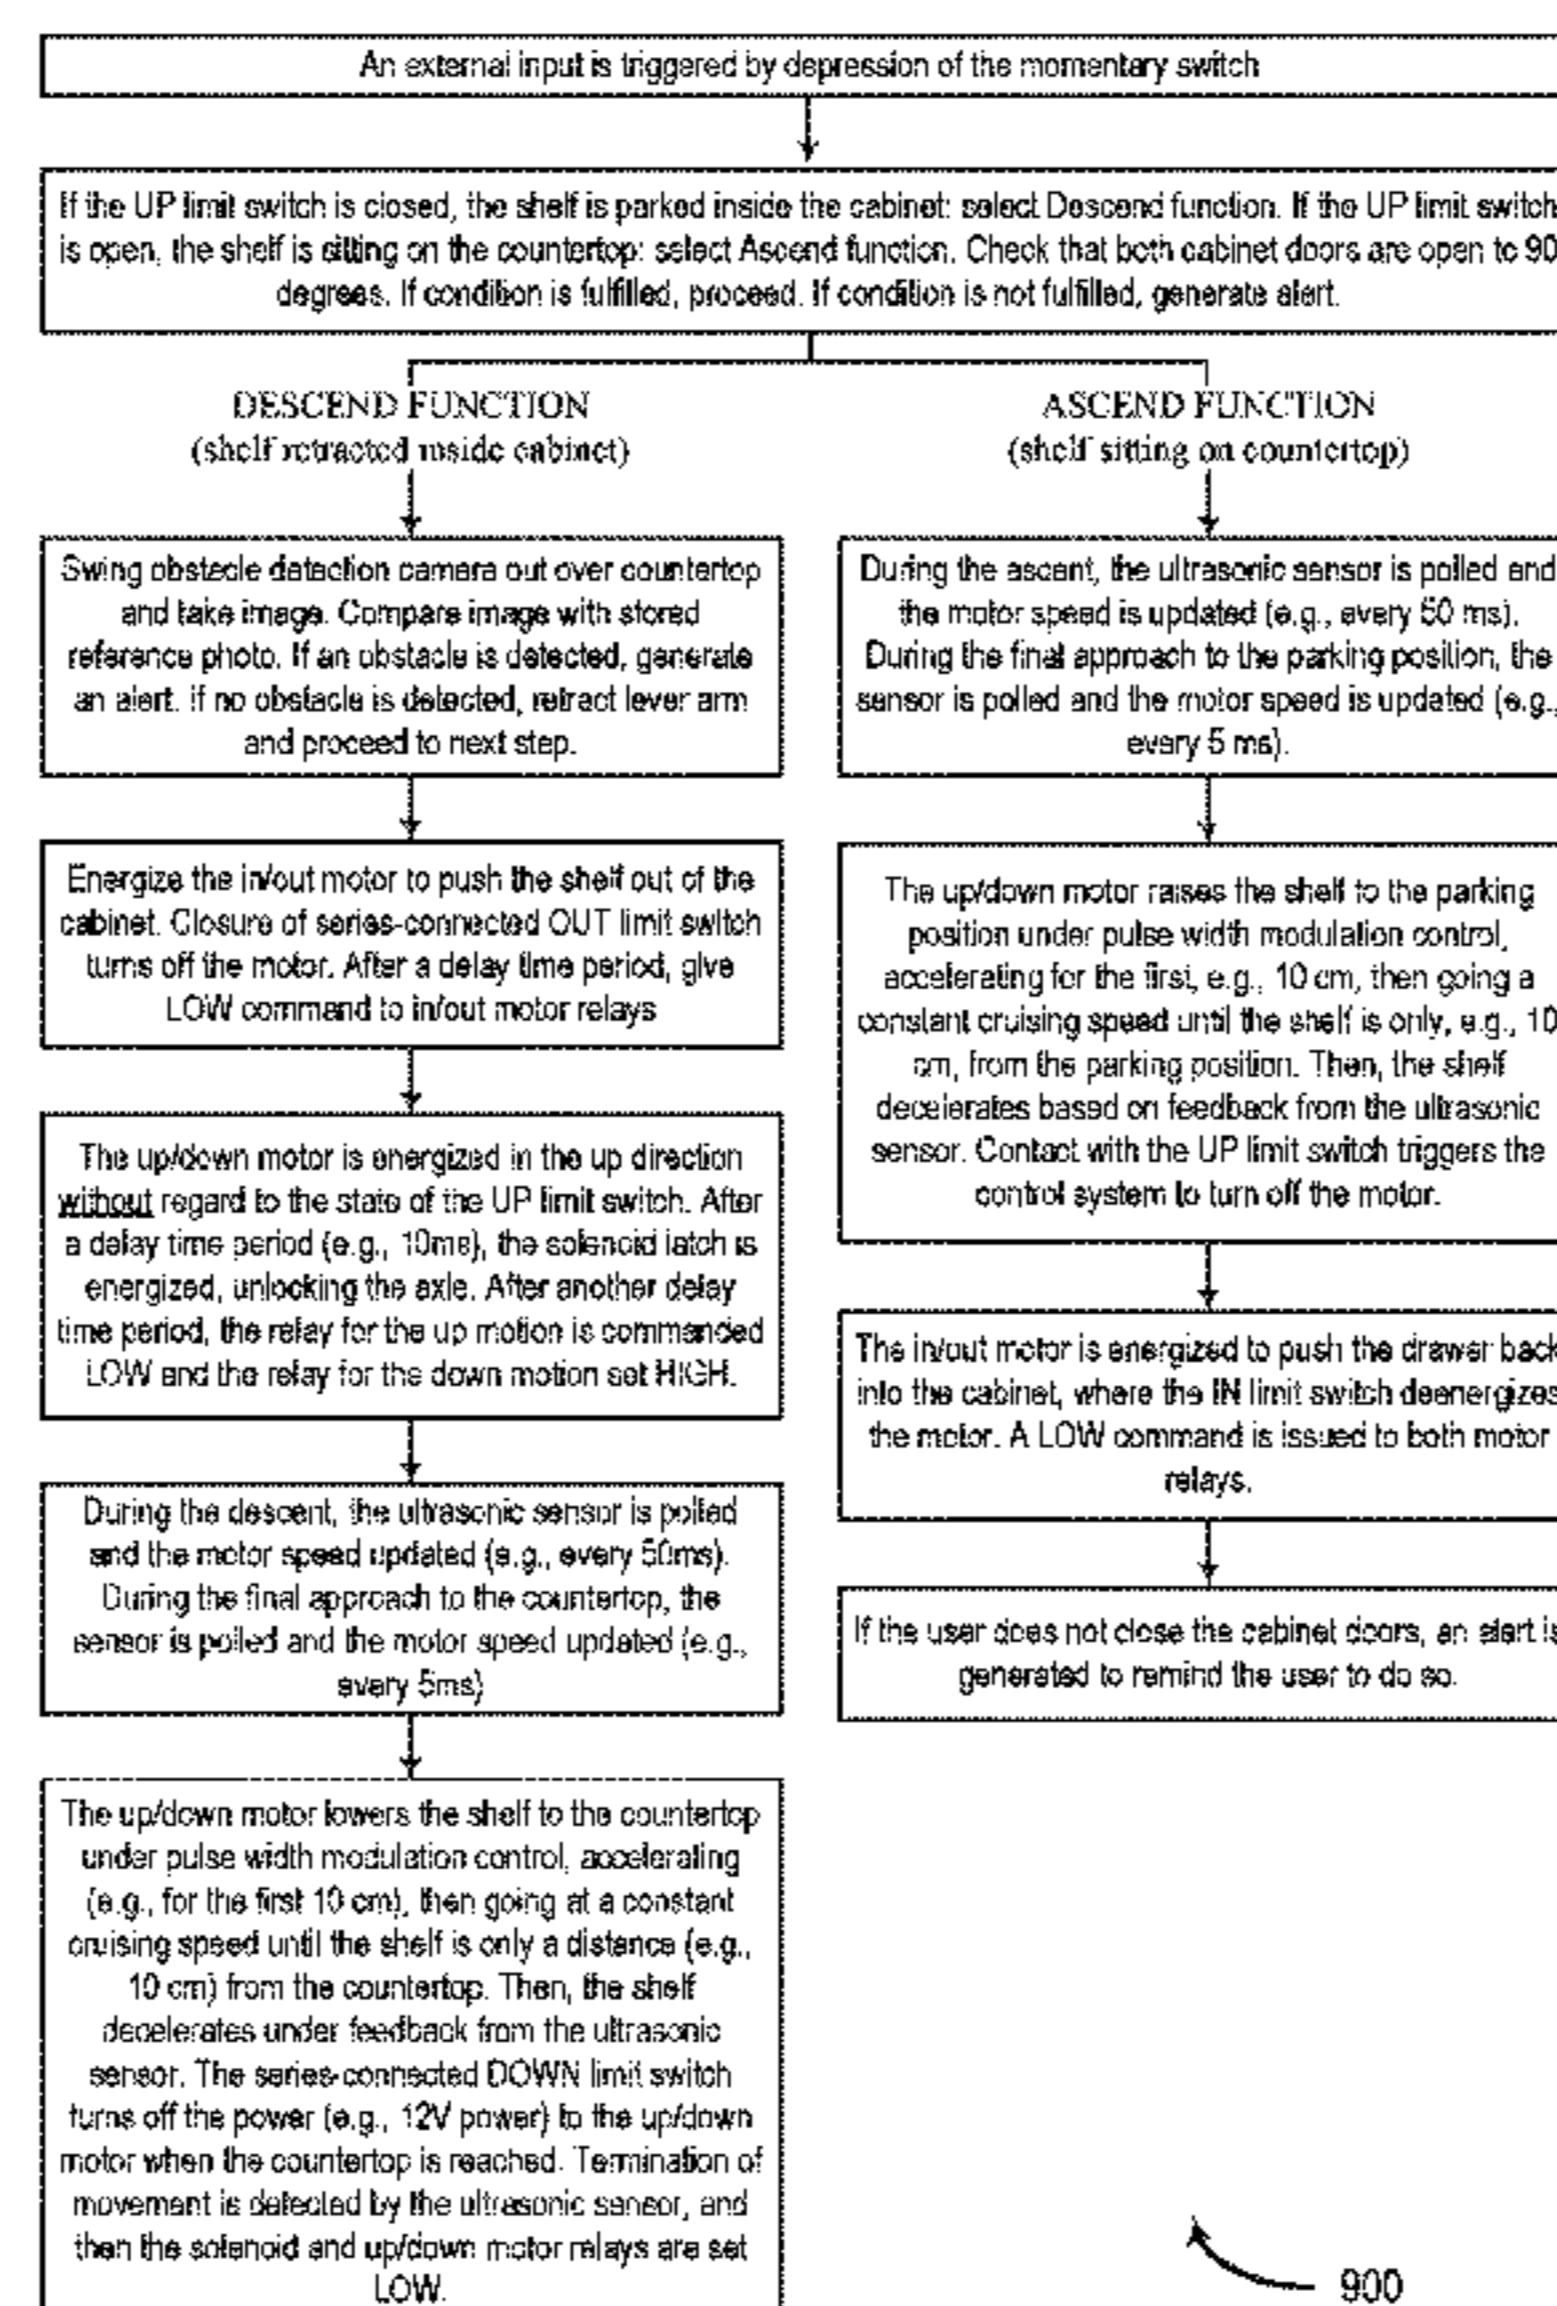 An external input is triggered by depression of the momentary switch
If the UP limit switch is closed, the shelf is parked inside the cabinet: select Descend function. If the UP limit switch
is open, the shelf is sitting on the countertop: select Ascend function. Check that both cabinet doors are open to 90
degrees. If condition is fulfilled, proceed. If condition is not fulfilled, generate alert.
DESCEND FUNCTION
(shelf retracted inside cabinet)
Swing obstacle detection camera out over countertop
and take image. Compare image with stored
reference photo. If an obstacle is detected, generate
an alert. If no obstacle is detected, retract lever arm
and proceed to next step.
Energize the in/out motor to push the shelf out of the
cabinet. Closure of series-connected OUT limit switch
turns off the motor. After a delay time period, give
LOW command to in/out motor relays
The up/down motor is energized in the up direction
without regard to the state of the UP limit switch. After
a delay time period (e.g., 10ms), the solenoid latch is
energized, unlocking the axle. After another delay
time period, the relay for the up motion is commanded
LOW and the relay for the down motion set HIGH.
During the descent, the ultrasonic sensor is polled
and the motor speed updated (e.g., every 50ms).
During the final approach to the countertop, the
sensor is polled and the motor speed updated (e.g.,
every 5ms)
The up/down motor lowers the shelf to the countertop
under pulse width modulation control, accelerating
(e.g., for the first 10 cm), then going at a constant
cruising speed until the shelf is only a distance (e.g.,
10 cm) from the countertop. Then, the shelf
decelerates under feedback from the ultrasonic
sensor. The series-connected DOWN limit switch
turns off the power (e.g., 12V power) to the up/down
motor when the countertop is reached. Termination of
movement is detected by the ultrasonic sensor, and
then the solenoid and up/down motor relays are set
LOW.
ASCEND FUNCTION
(shelf sitting on countertop)
During the ascent, the ultrasonic sensor is polled and
the motor speed is updated (e.g., every 50 ms).
During the final approach to the parking position, the
sensor is polled and the motor speed is updated (e.g.,
every 5 ms).
The up/down motor raises the shelf to the parking
position under pulse width modulation control,
accelerating for the first, e.g., 10 cm, then going a
constant cruising speed until the shelf is only, e.g., 10
cm, from the parking position. Then, the shelf
decelerates based on feedback from the ultrasonic
sensor. Contact with the UP limit switch triggers the
control system to turn off the motor.
The in/out motor is energized to push the drawer back
into the cabinet, where the IN limit switch deenergizes
the motor. A LOW command is issued to both motor
relays.
If the user does not close the cabinet doors, an alert is
generated to remind the user to do so.
900